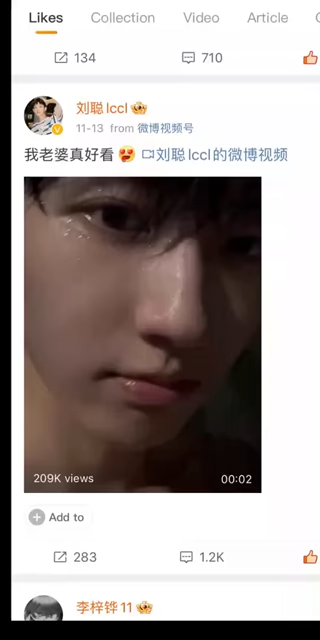 Likes Collection Video Article
134 710
刘聪lccl
11-13 from 微博视频号
我老婆真好看 刘聪lccl的微博视频
209K views 00:02
Add to
283 1.2K
李梓铧11